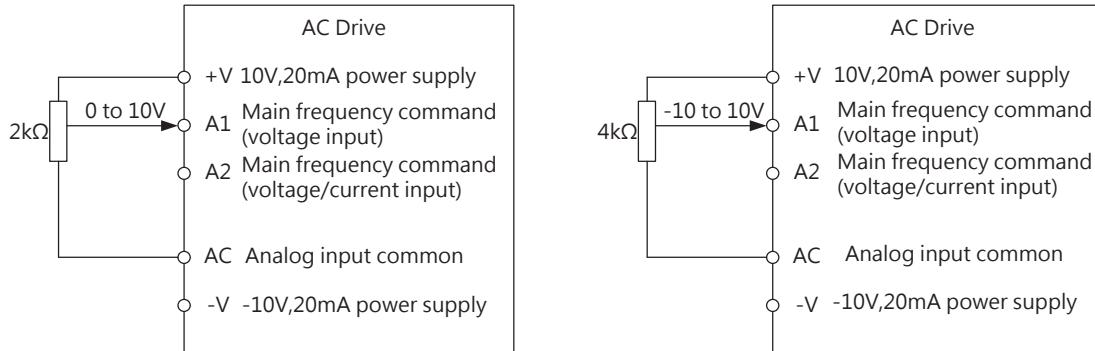 AC Drive
+V 10V,20mA power supply
0 to 10V
2kΩ
A1 Main frequency command
(voltage input)
A2 Main frequency command
(voltage/current input)
AC Analog input common
-V -10V,20mA power supply
AC Drive
+V 10V,20mA power supply
-10 to 10V
4kΩ
A1 Main frequency command
(voltage input)
A2 Main frequency command
(voltage/current input)
AC Analog input common
-V -10V,20mA power supply